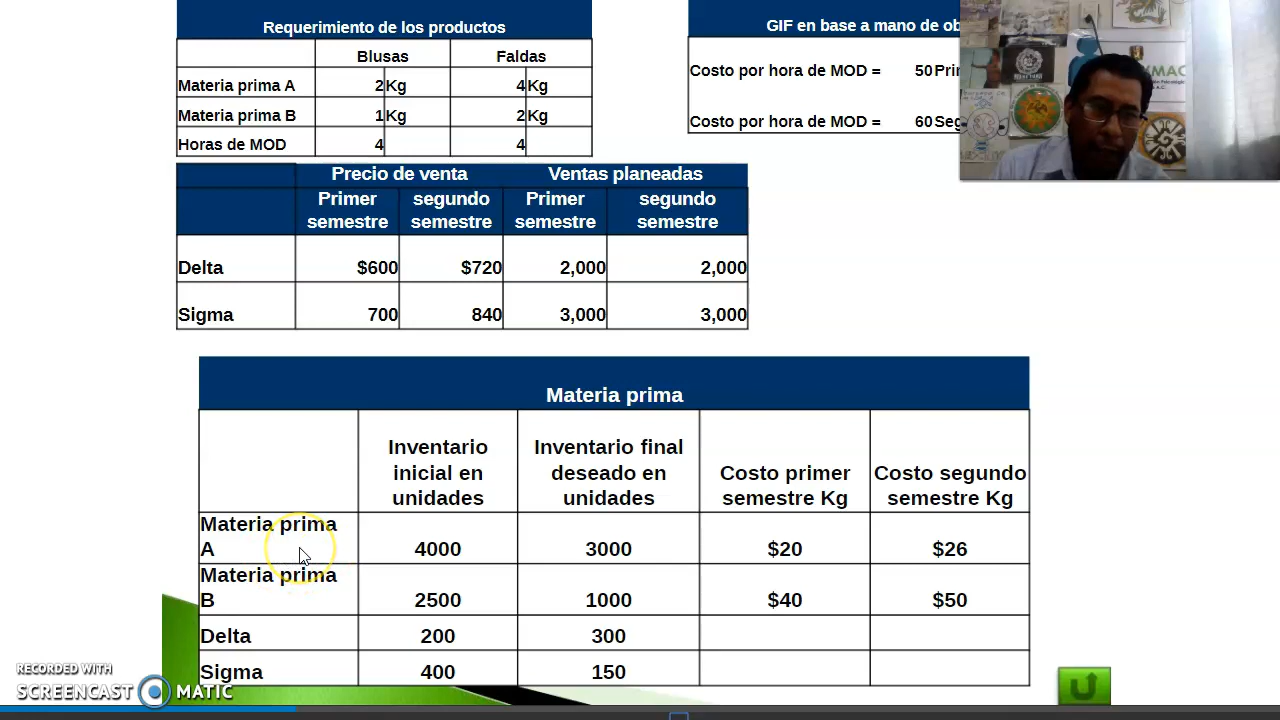 Requerimiento de los productos
Blusas Faldas
Materia prima A 2 Kg 4 Kg
Materia prima B 1 Kg 2 Kg
Horas de MOD 4 4
GIF en base a mano de
Costo por hora de MOD = 50
Costo por hora de MOD = 60
Precio de venta Ventas planeadas
Primer semestre segundo semestre Primer semestre segundo semestre
Delta $600 $720 2,000 2,000
Sigma 700 840 3,000 3,000
Materia prima
Inventario inicial en unidades Inventario final deseado en unidades Costo primer semestre Kg Costo segundo semestre Kg
Materia prima A 4000 3000 $20 $26
Materia prima B 2500 1000 $40 $50
Delta 200 300
Sigma 400 150
RECORDED WITH
SCREENCAST MATIC